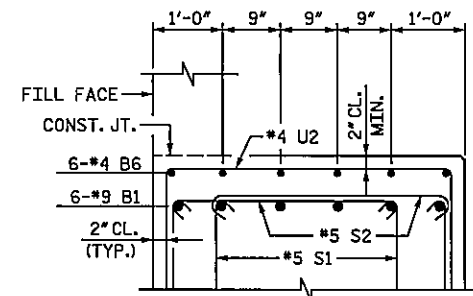 1'-0" 9" 9" 9" 1'-0"
FILL FACE
CONST. JT.
2" CL.
MIN.
#4 U2
6-#4 B6
6-#9 B1
2" CL.
(TYP.)
#5 S2
#5 S1